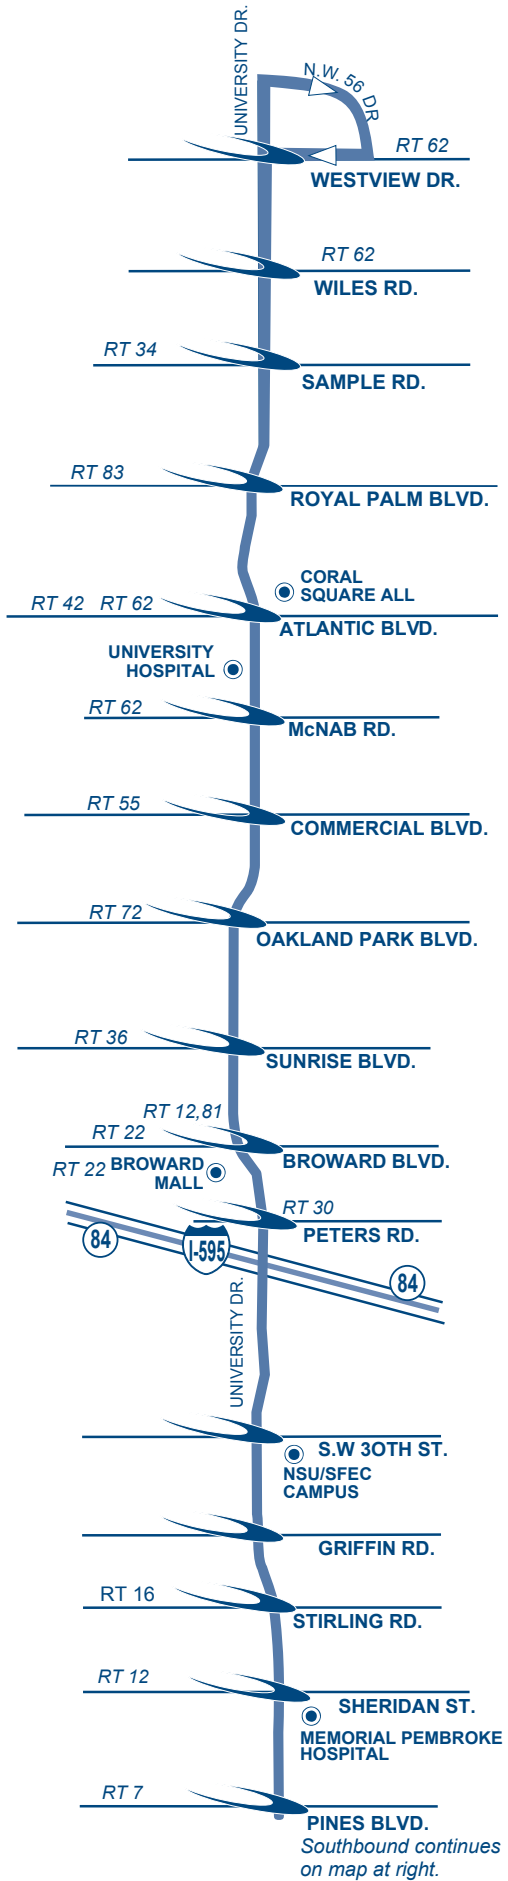 UNIVERSITY DR.
N.W. 56 DR
RT 62
WESTVIEW DR.
RT 62
WILES RD.
RT 34
SAMPLE RD.
RT 83
ROYAL PALM BLVD.
CORAL
SQUARE ALL
RT 42 RT 62
ATLANTIC BLVD.
UNIVERSITY
HOSPITAL
RT 62
McNAB RD.
RT 55
COMMERCIAL BLVD.
RT 72
OAKLAND PARK BLVD.
RT 36
SUNRISE BLVD.
RT 12,81
RT 22
BROWARD BLVD.
RT 22
BROWARD
MALL
RT 30
PETERS RD.
84
I-595
84
UNIVERSITY DR.
S.W 3OTH ST.
NSU/SFEC
CAMPUS
GRIFFIN RD.
RT 16
STIRLING RD.
RT 12
SHERIDAN ST.
MEMORIAL PEMBROKE
HOSPITAL
RT 7
PINES BLVD.
Southbound continues
on map at right.